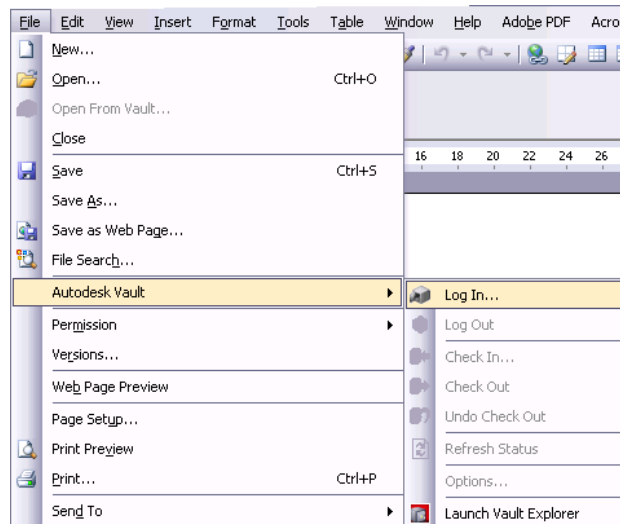 File Edit View Insert Format Tools Table Window Help Adobe PDF Acro
New...
Open... Ctrl+O
Open From Vault...
Close
16 18 20 22 24 26
Save Ctrl+S
Save As...
Save as Web Page...
File Search...
Autodesk Vault
Log In...
Permission
Log Out
Versions...
Check In...
Web Page Preview
Check Out
Page Setup...
Undo Check Out
Print Preview
Refresh Status
Print... Ctrl+P
Options...
Send To
Launch Vault Explorer